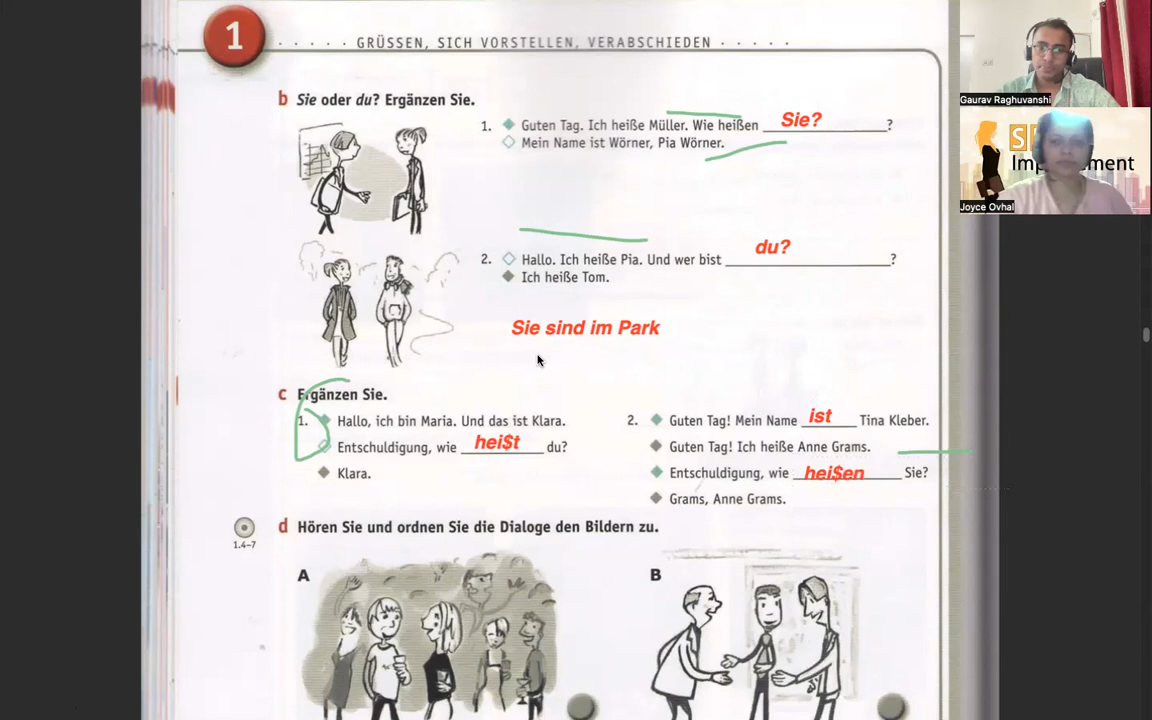 1 GRÜSSEN, SICH VORSTELLEN, VERABSCHIEDEN
Gaurav Raghuvanshi
Joyce Ovhal
b Sie oder du? Ergänzen Sie.
1. Guten Tag. Ich heiße Müller. Wie heißen Sie? ?
Mein Name ist Wörner, Pia Wörner.
2. Hallo. Ich heiße Pia. Und wer bist du? ?
Ich heiße Tom.
Sie sind im Park
c Ergänzen Sie.
1. Hallo, ich bin Maria. Und das ist Klara.
Entschuldigung, wie hei$t du?
Klara.
2. Guten Tag! Mein Name ist Tina Kleber.
Guten Tag! Ich heiße Anne Grams.
Entschuldigung, wie hei$en Sie?
Grams, Anne Grams.
1.4–7
d Hören Sie und ordnen Sie die Dialoge den Bildern zu.
A
B